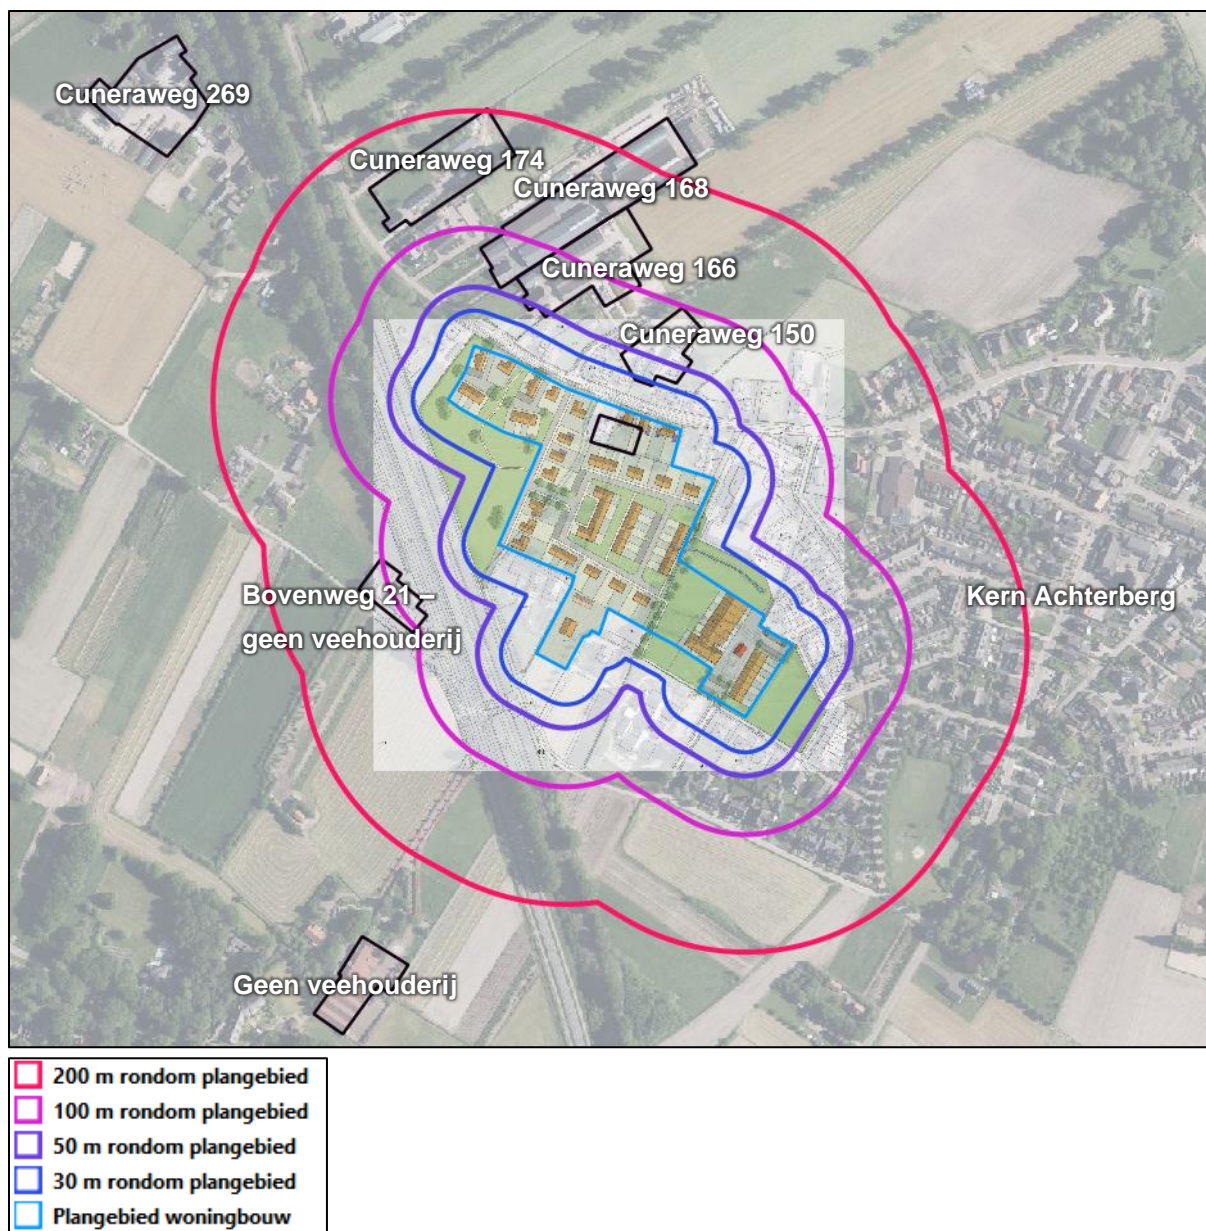 Cuneraweg 269
Cuneraweg 174
Cuneraweg 168
Cuneraweg 166
Cuneraweg 150
Bovenweg 21 –
geen veehouderij
Kern Achterberg
Geen veehouderij
200 m rondom plangebied
100 m rondom plangebied
50 m rondom plangebied
30 m rondom plangebied
Plangebied woningbouw